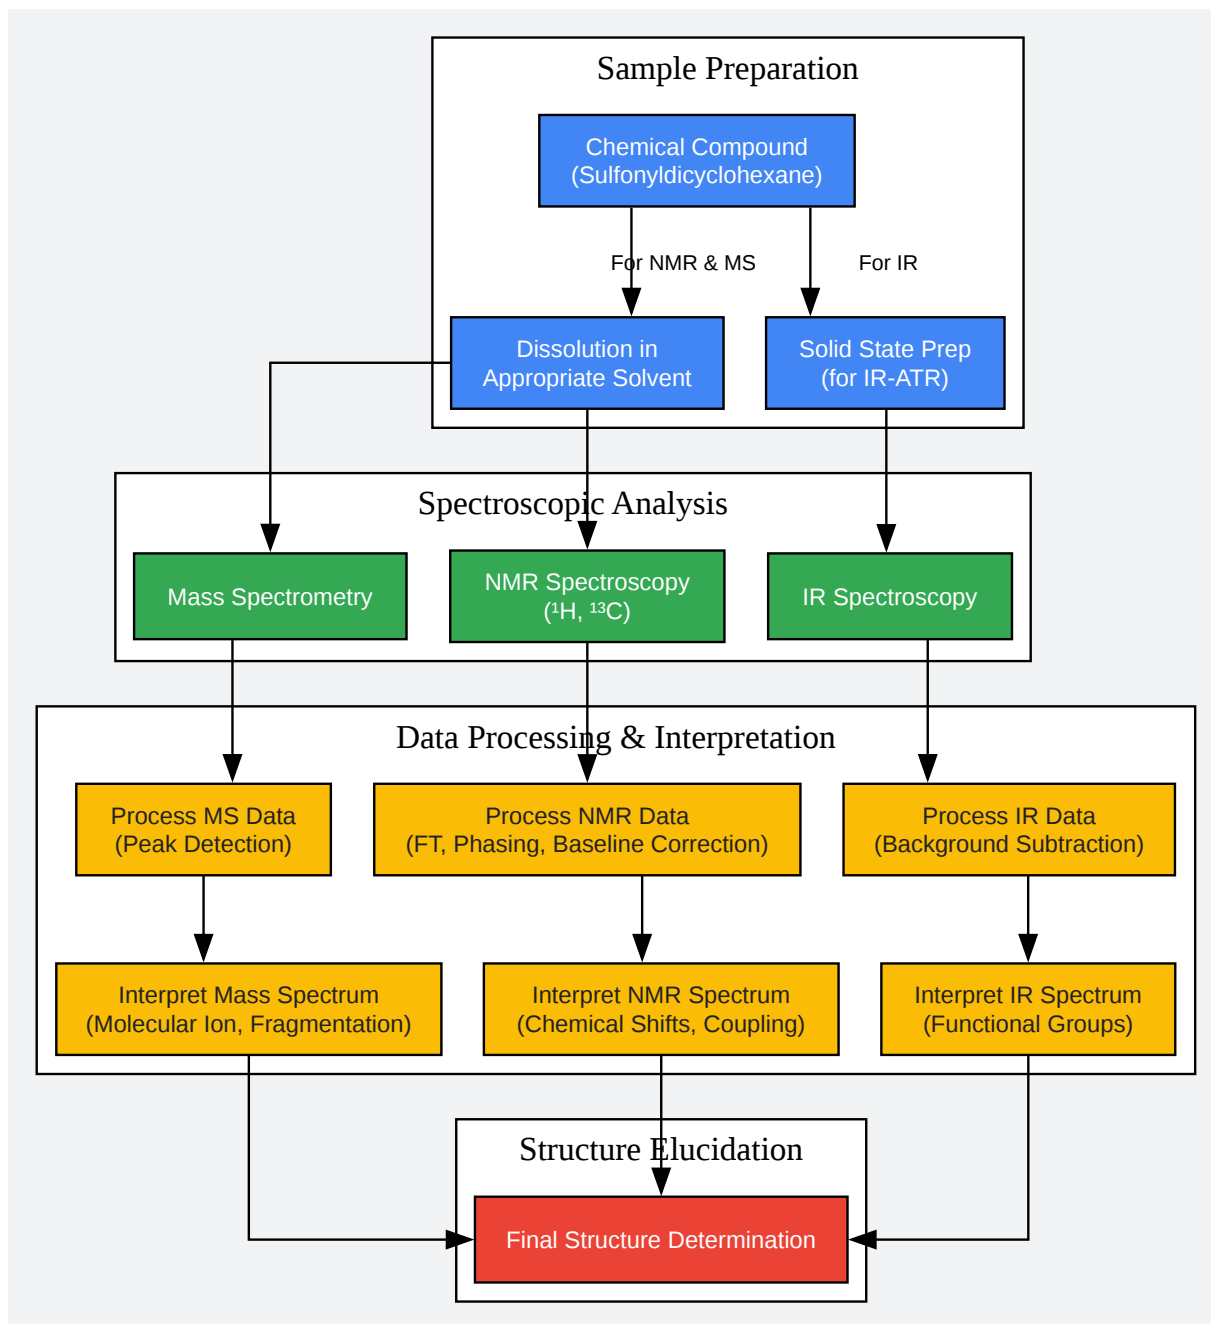 Sample Preparation
Chemical Compound
(Sulfonyldicyclohexane)
For NMR & MS
For IR
Dissolution in
Appropriate Solvent
Solid State Prep
(for IR-ATR)
Spectroscopic Analysis
Mass Spectrometry
NMR Spectroscopy
(¹H, ¹³C)
IR Spectroscopy
Data Processing & Interpretation
Process MS Data
(Peak Detection)
Process NMR Data
(FT, Phasing, Baseline Correction)
Process IR Data
(Background Subtraction)
Interpret Mass Spectrum
(Molecular Ion, Fragmentation)
Interpret NMR Spectrum
(Chemical Shifts, Coupling)
Interpret IR Spectrum
(Functional Groups)
Structure Elucidation
Final Structure Determination